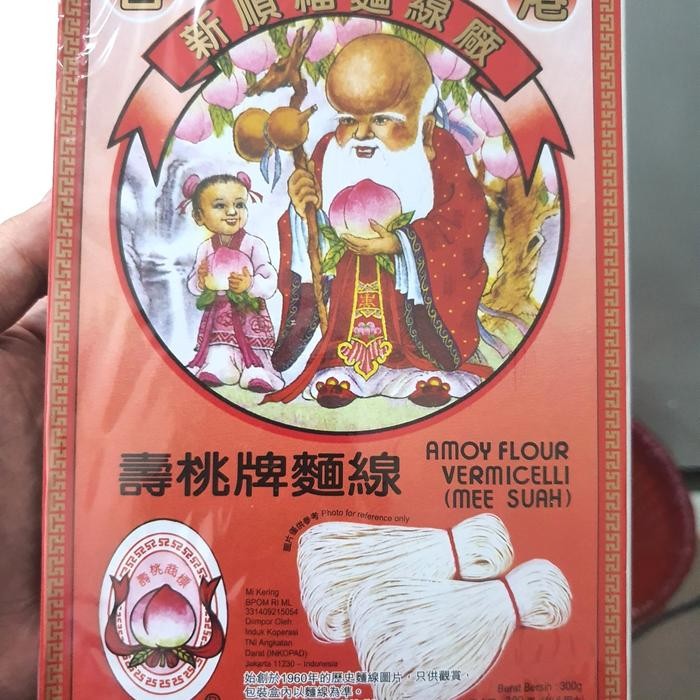 港
新順福麵線廠
壽桃牌麵線
AMOY FLOUR
VERMICELLI
(MEE SUAH)
圖片僅供參考 Photo for reference only
壽桃商標
Mi Kering
BPOM RI ML
331409215054
Diimpor Oleh:
Induk Koperasi
TNI Angkatan
Darat (INKOPAD)
Jakarta 11230 – Indonesia
始創於1960年的歷史麵線圖片，只供觀賞，
包裝盒內以麵線為準。
Berat Bersih : 300g
®